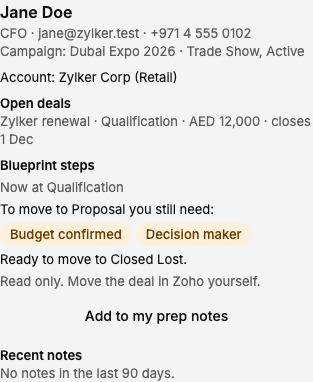 Jane Doe
CFO · jane@zylker.test · +971 4 555 0102
Campaign: Dubai Expo 2026 · Trade Show, Active
Account: Zylker Corp (Retail)
Open deals
Zylker renewal · Qualification · AED 12,000 · closes
1 Dec
Blueprint steps
Now at Qualification
To move to Proposal you still need:
Budget confirmed Decision maker
Ready to move to Closed Lost.
Read only. Move the deal in Zoho yourself.
Add to my prep notes
Recent notes
No notes in the last 90 days.